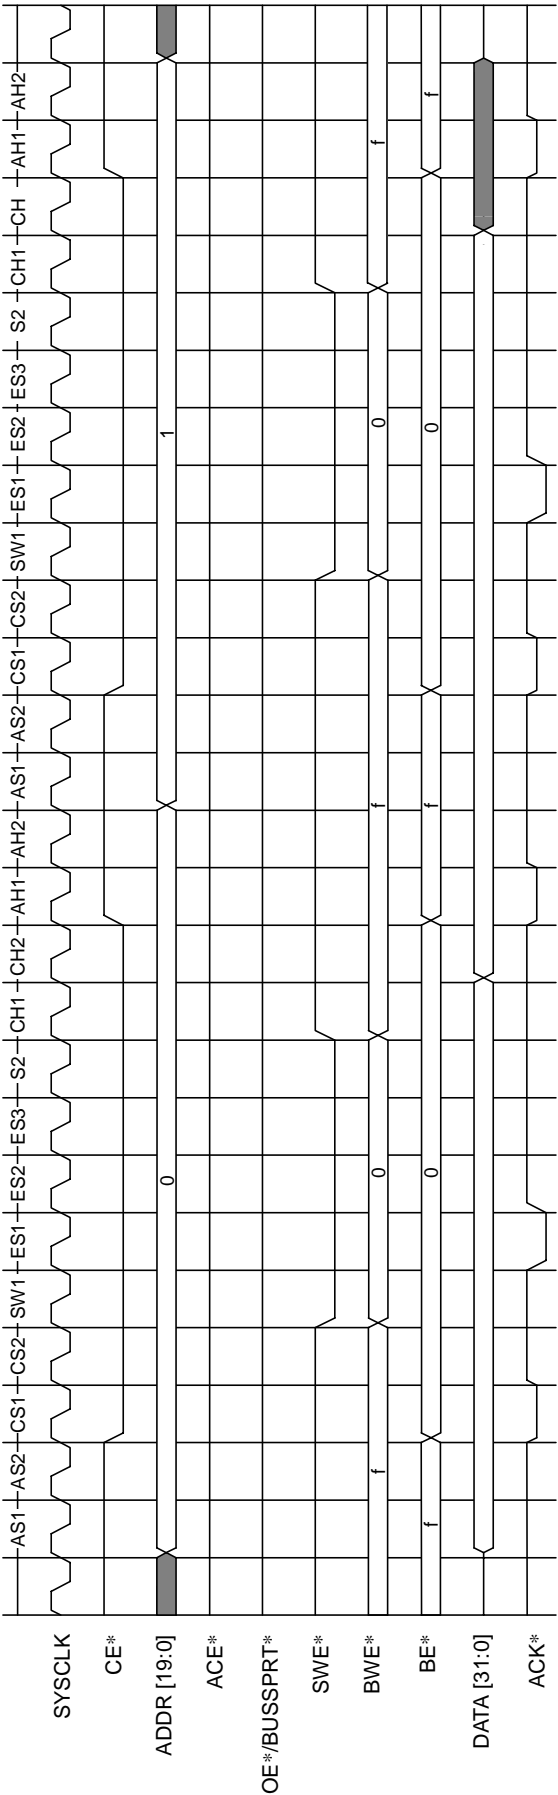 AS1 AS2 CS1 CS2 SW1 ES1 ES2 ES3 S2 CH1 CH2 AH1 AH2 AS1 AS2 CS1 CS2 SW1 ES1 ES2 ES3 S2 CH1 CH AH1 AH2
SYSCLK
CE*
ADDR [19:0] 0 1
ACE*
OE*/BUSSPRT*
SWE*
BWE* f 0 f 0 f
BE* f 0 f 0 f
DATA [31:0]
ACK*